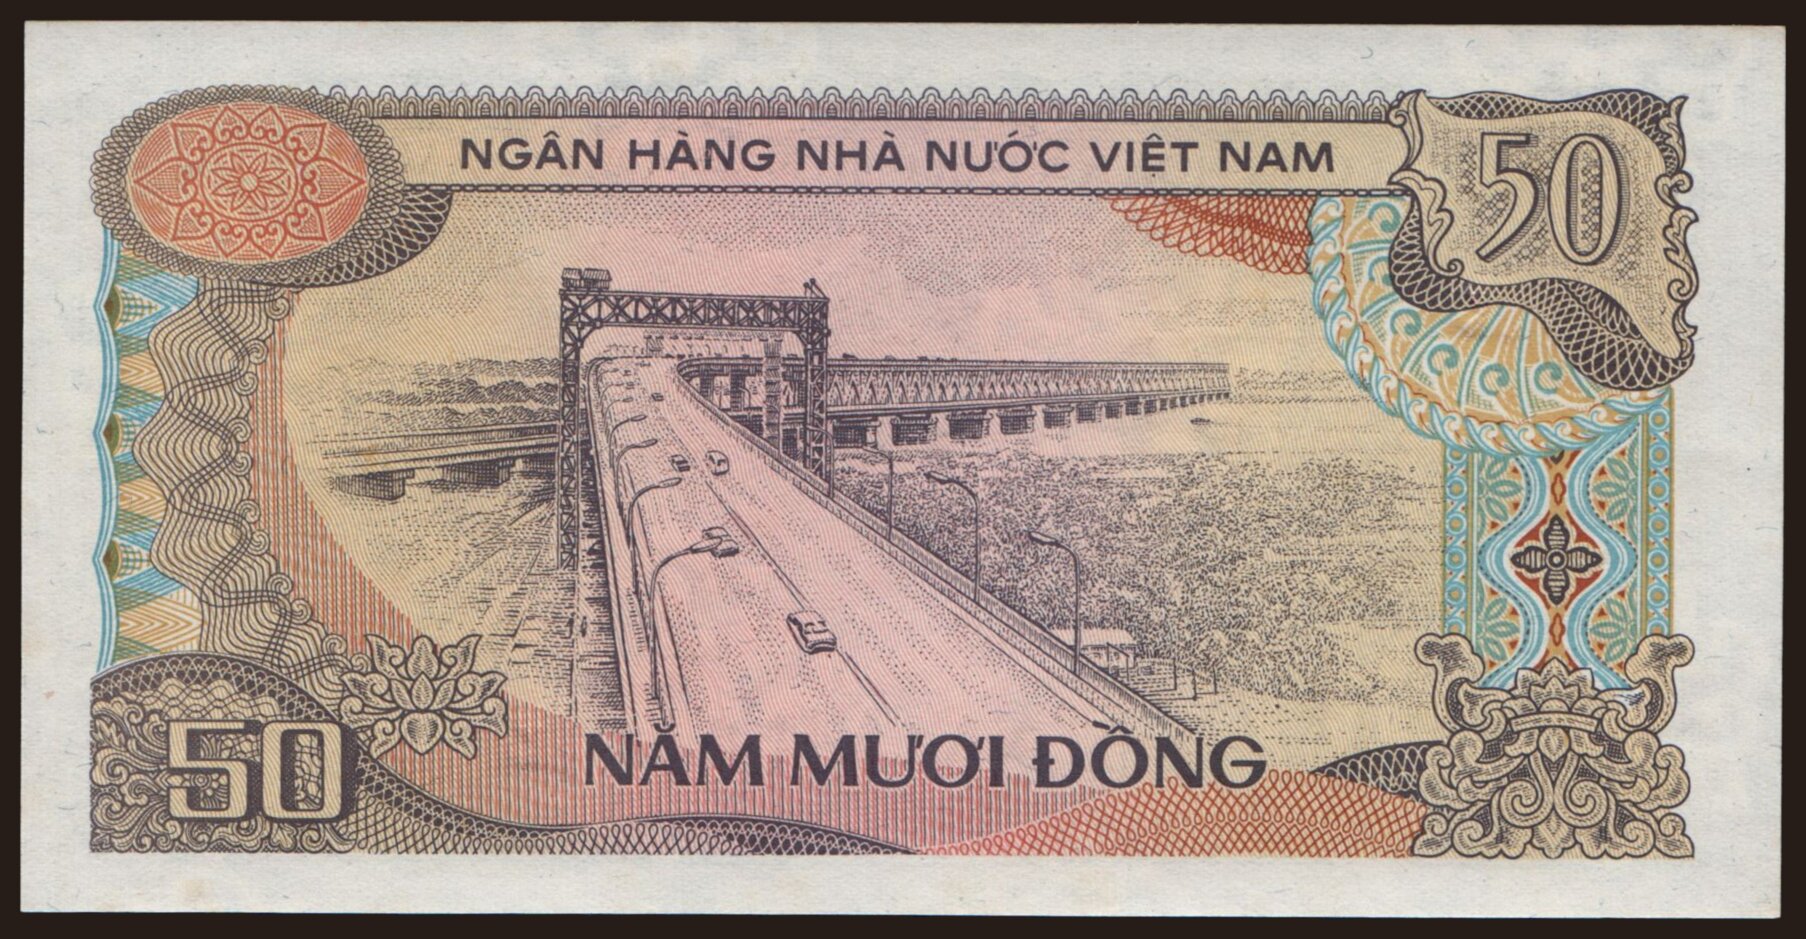 NGÂN HÀNG NHÀ NƯỚC VIỆT NAM
50
NĂM MƯƠI ĐỒNG
50